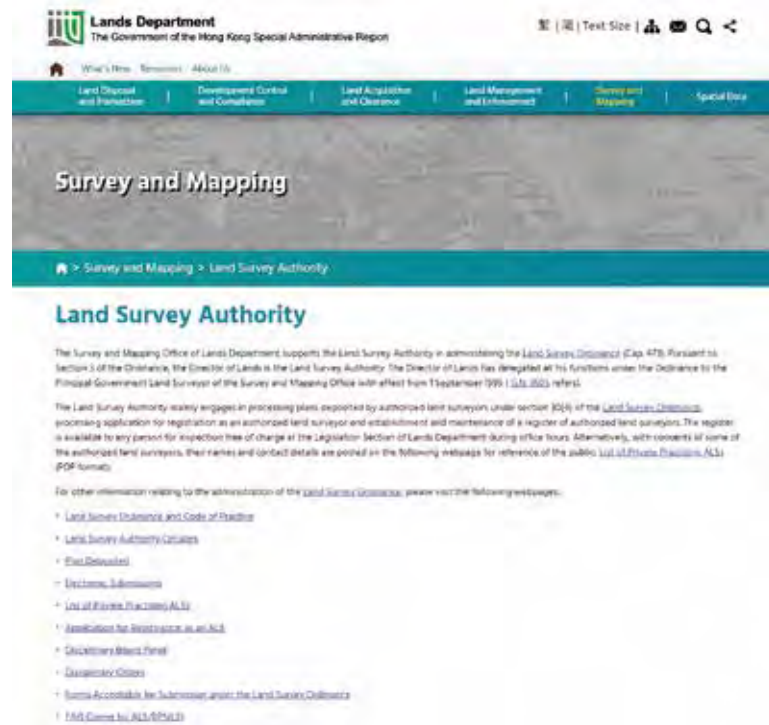 Lands Department
The Government of the Hong Kong Special Administrative Region
繁 | 簡 | Text Size |
What's New Resources About Us
Land Disposal and Transaction | Development Control and Compliance | Land Acquisition and Clearance | Land Management and Enforcement | Survey and Mapping | Spatial Data
Survey and Mapping
> Survey and Mapping > Land Survey Authority
Land Survey Authority
The Survey and Mapping Office of Lands Department supports the Land Survey Authority in administering the Land Survey Ordinance (Cap. 473). Pursuant to
Section 5 of the Ordinance, the Director of Lands is the Land Survey Authority. The Director of Lands has delegated all his functions under the Ordinance to the
Principal Government Land Surveyor of the Survey and Mapping Office with effect from 1 September 1995 ( refers).
The Land Survey Authority mainly engages in processing plans deposited by authorized land surveyors under section 30(4) of the Land Survey Ordinance,
processing application for registration as an authorized land surveyor and establishment and maintenance of a register of authorized land surveyors. The register
is available to any person for inspection free of charge at the Legislation Section of Lands Department during office hours. Alternatively, with consents of some of
the authorized land surveyors, their names and contact details are posted on the following webpage for reference of the public: List of Private Practising ALSs
(PDF format).
For other information relating to the administration of the Land Survey Ordinance, please visit the following webpages:
Land Survey Ordinance and Code of Practice
Land Survey Authority Circulars
Plan Deposited
Electronic Submissions
List of Private Practising ALSs
Application for Registration as an ALS
Disciplinary Board Panel
Disciplinary Orders
Forms Acceptable for Submission under the Land Survey Ordinance